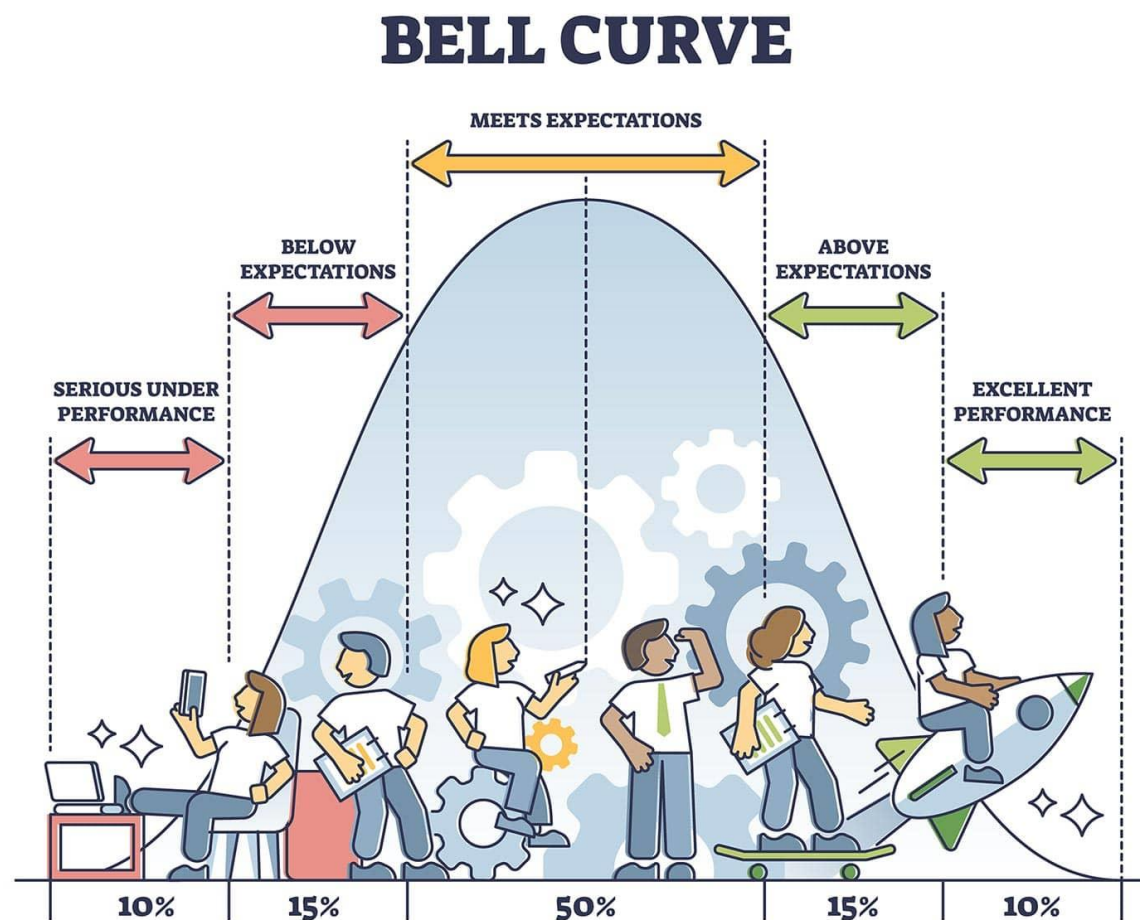 BELL CURVE
MEETS EXPECTATIONS
BELOW
EXPECTATIONS
ABOVE
EXPECTATIONS
SERIOUS UNDER
PERFORMANCE
EXCELLENT
PERFORMANCE
10%
15%
50%
15%
10%